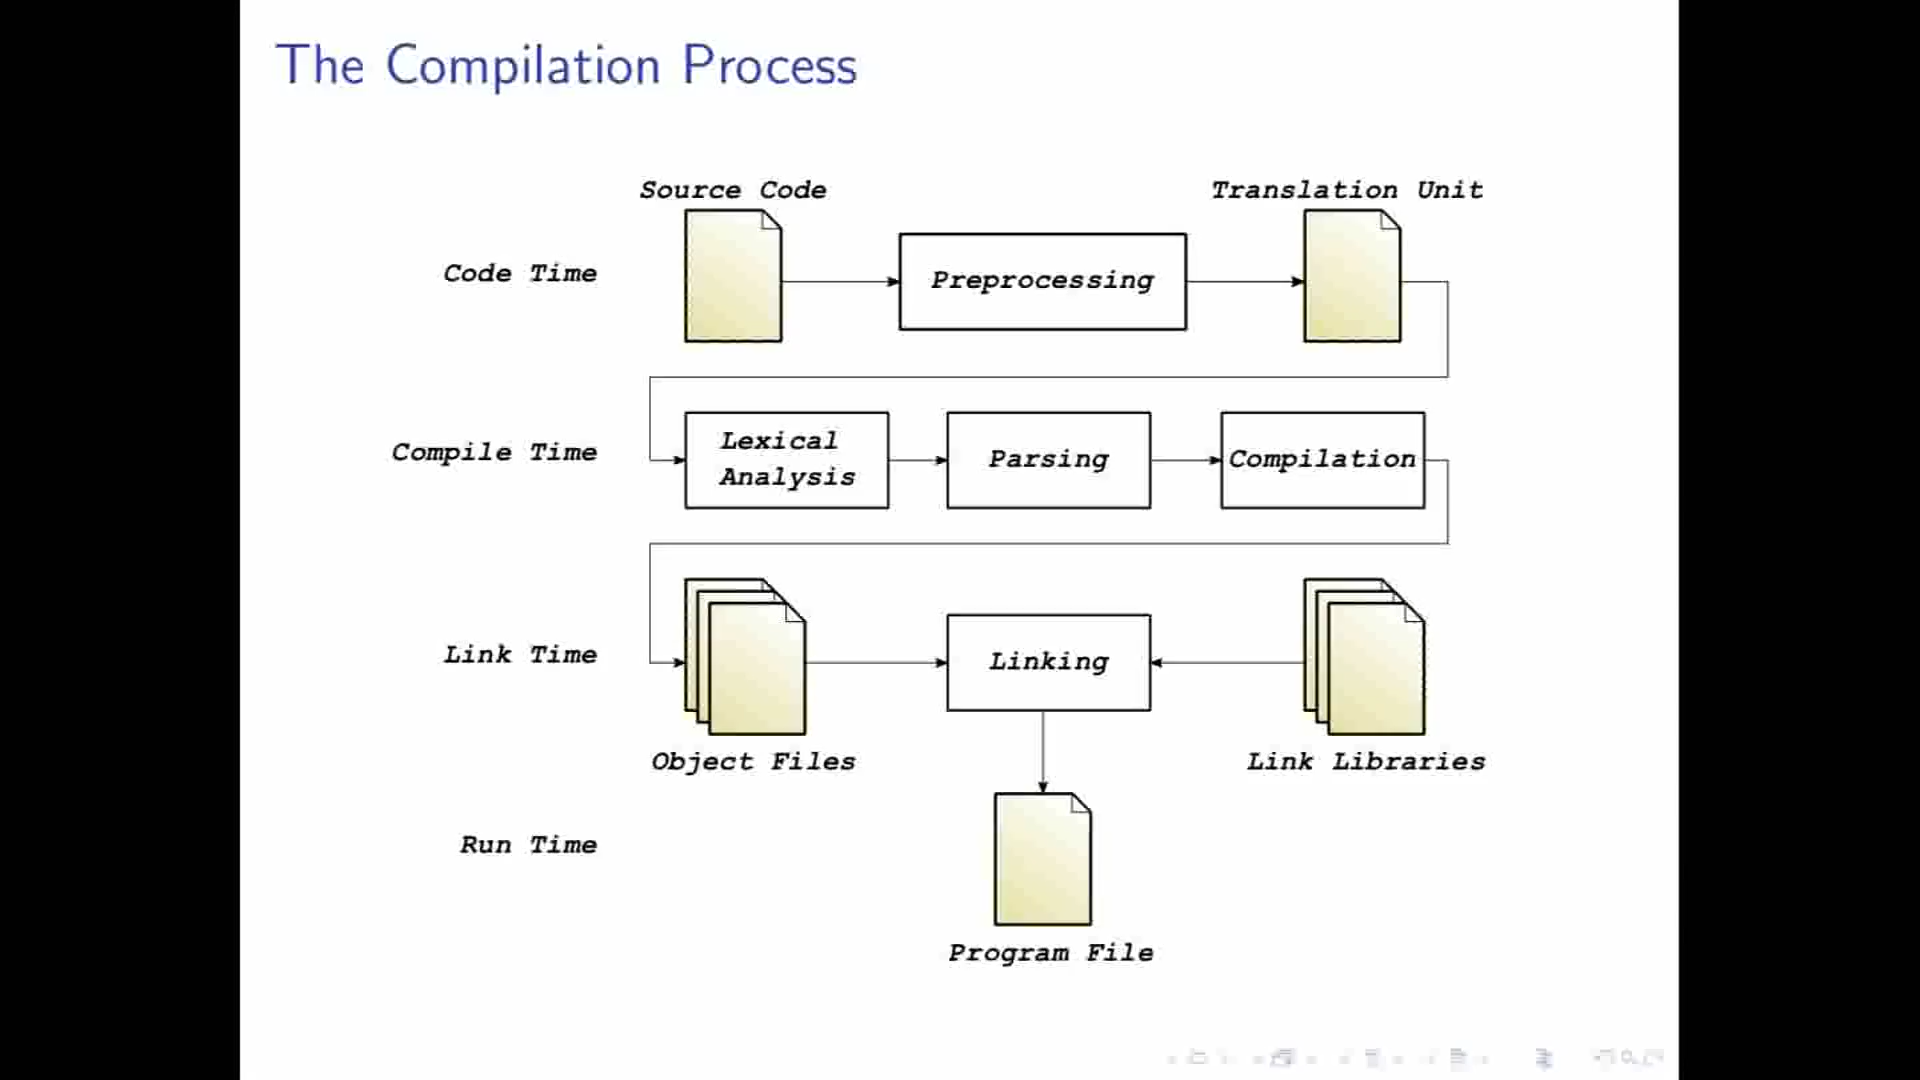 The Compilation Process
Source Code
Translation Unit
Code Time
Preprocessing
Compile Time
Lexical
Analysis
Parsing
Compilation
Link Time
Linking
Object Files
Link Libraries
Run Time
Program File